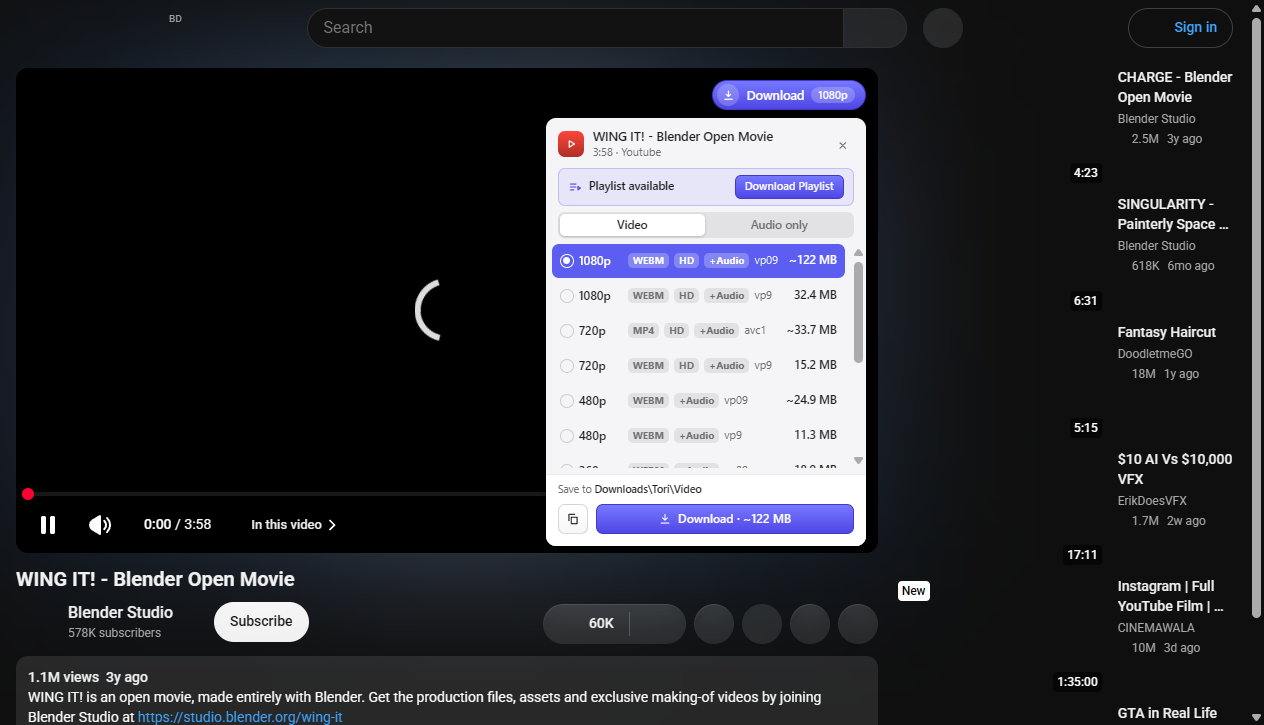 BD
Search
Sign in
Download 1080p
WING IT! - Blender Open Movie
3:58 · Youtube
Playlist available
Download Playlist
Video
Audio only
1080p WEBM HD +Audio vp09 ~122 MB
1080p WEBM HD +Audio vp9 32.4 MB
720p MP4 HD +Audio avc1 ~33.7 MB
720p WEBM HD +Audio vp9 15.2 MB
480p WEBM +Audio vp09 ~24.9 MB
480p WEBM +Audio vp9 11.3 MB
Save to Downloads\Tori\Video
Download · ~122 MB
0:00 / 3:58
In this video
WING IT! - Blender Open Movie
Blender Studio
578K subscribers
Subscribe
60K
New
1.1M views 3y ago
WING IT! is an open movie, made entirely with Blender. Get the production files, assets and exclusive making-of videos by joining
Blender Studio at https://studio.blender.org/wing-it
CHARGE - Blender
Open Movie
Blender Studio
2.5M 3y ago
4:23
SINGULARITY -
Painterly Space ...
Blender Studio
618K 6mo ago
6:31
Fantasy Haircut
DoodletmeGO
18M 1y ago
5:15
$10 AI Vs $10,000
VFX
ErikDoesVFX
1.7M 2w ago
17:11
Instagram | Full
YouTube Film | ...
CINEMAWALA
10M 3d ago
1:35:00
GTA in Real Life